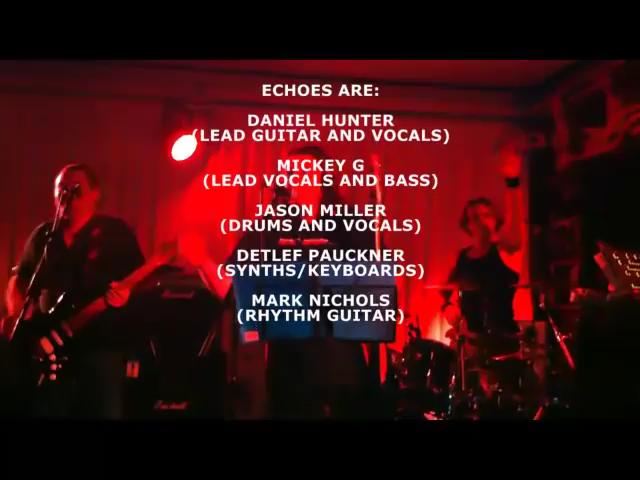 ECHOES ARE:
DANIEL HUNTER
(LEAD GUITAR AND VOCALS)
MICKEY G
(LEAD VOCALS AND BASS)
JASON MILLER
(DRUMS AND VOCALS)
DETLEF PAUCKNER
(SYNTHS/KEYBOARDS)
MARK NICHOLS
(RHYTHM GUITAR)